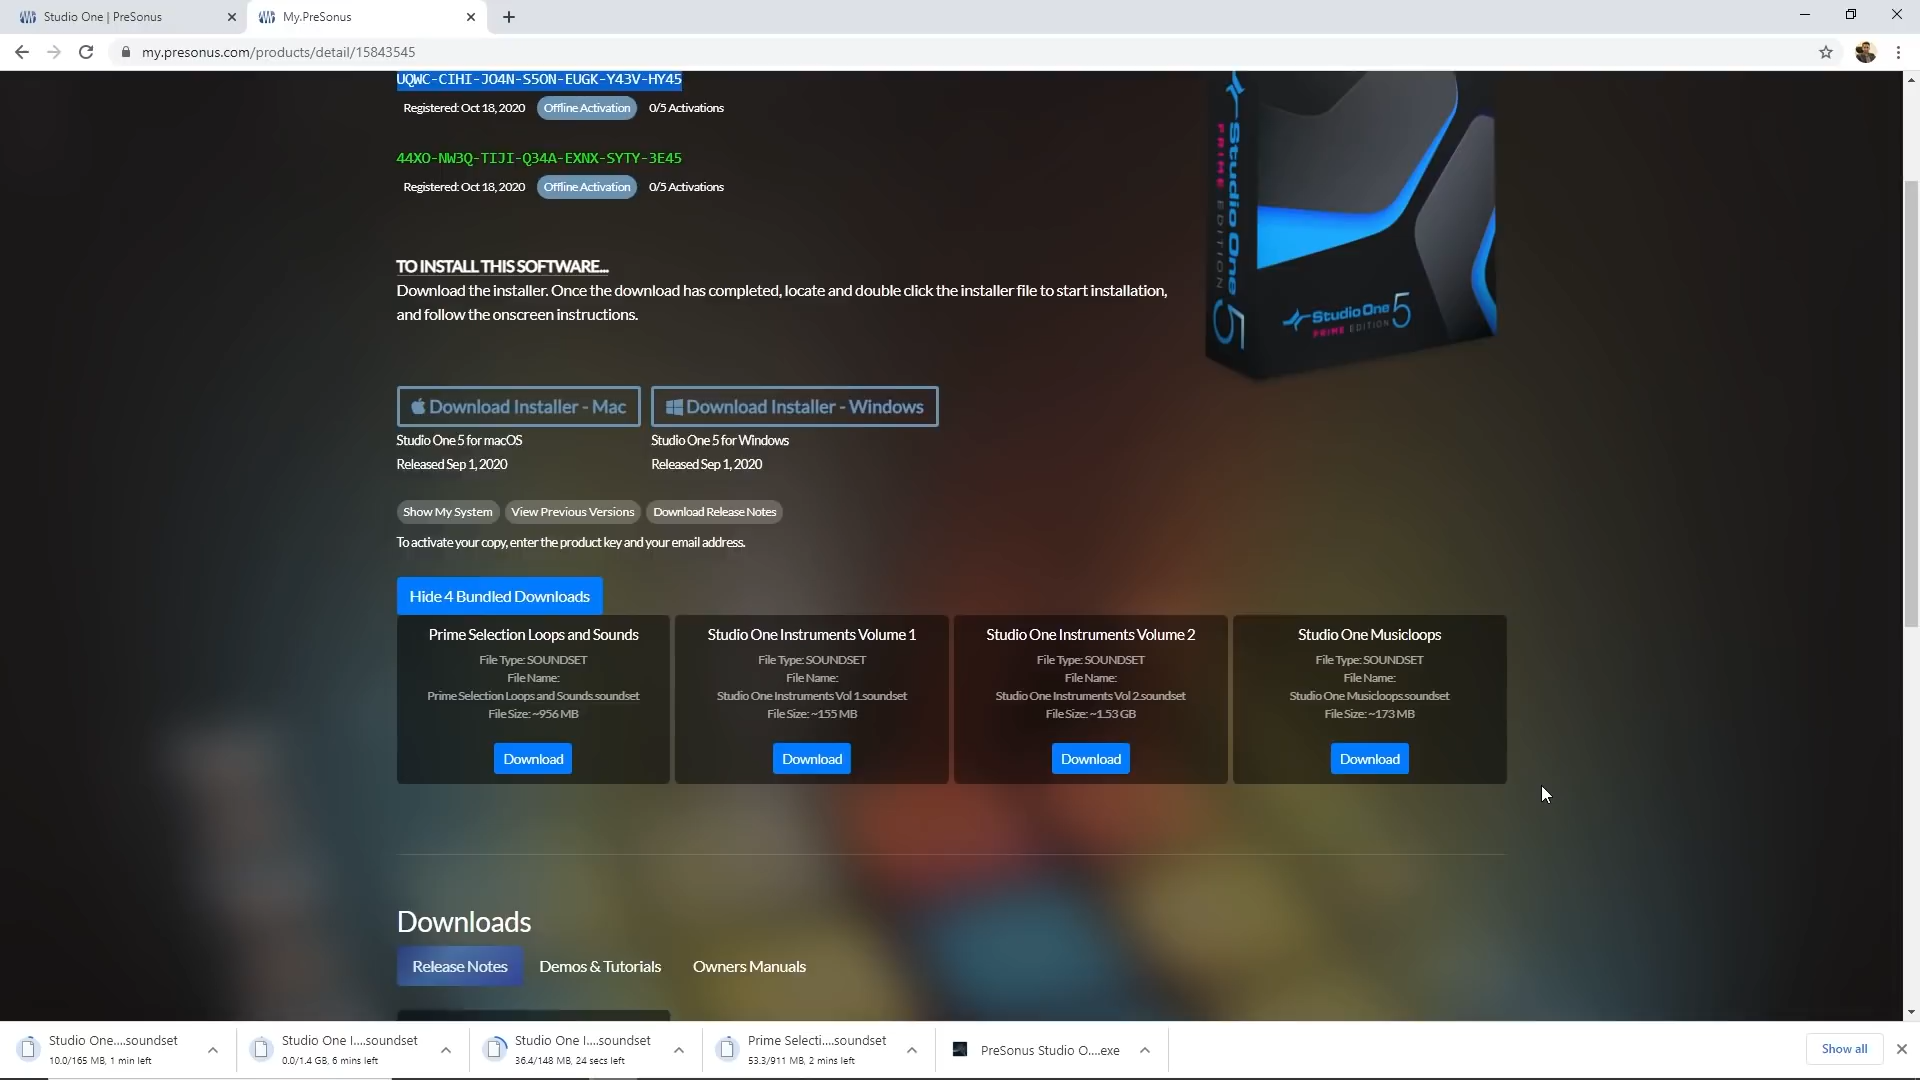 Studio One | PreSonus
My.PreSonus
my.presonus.com/products/detail/15843545
UQWC-CIHI-JO4N-S5ON-EUGK-Y43V-HY45
Registered: Oct 18, 2020 Offline Activation 0/5 Activations
44XO-NW3Q-TIJI-Q34A-EXNX-SYTY-3E45
Registered: Oct 18, 2020 Offline Activation 0/5 Activations
Studio One 5
PRIME EDITION
Studio One 5
PRIME EDITION
TO INSTALL THIS SOFTWARE...
Download the installer. Once the download has completed, locate and double click the installer file to start installation,
and follow the onscreen instructions.
Download Installer - Mac
Download Installer - Windows
Studio One 5 for macOS
Studio One 5 for Windows
Released Sep 1, 2020
Released Sep 1, 2020
Show My System
View Previous Versions
Download Release Notes
To activate your copy, enter the product key and your email address.
Hide 4 Bundled Downloads
Prime Selection Loops and Sounds
File Type: SOUNDSET
File Name:
Prime Selection Loops and Sounds.soundset
File Size: ~956 MB
Download
Studio One Instruments Volume 1
File Type: SOUNDSET
File Name:
Studio One Instruments Vol 1.soundset
File Size: ~155 MB
Download
Studio One Instruments Volume 2
File Type: SOUNDSET
File Name:
Studio One Instruments Vol 2.soundset
File Size: ~1.53 GB
Download
Studio One Musicloops
File Type: SOUNDSET
File Name:
Studio One Musicloops.soundset
File Size: ~173 MB
Download
Downloads
Release Notes
Demos & Tutorials
Owners Manuals
Studio One....soundset
10.0/165 MB, 1 min left
Studio One I....soundset
0.0/1.4 GB, 6 mins left
Studio One I....soundset
36.4/148 MB, 24 secs left
Prime Selecti....soundset
53.3/911 MB, 2 mins left
PreSonus Studio O....exe
Show all